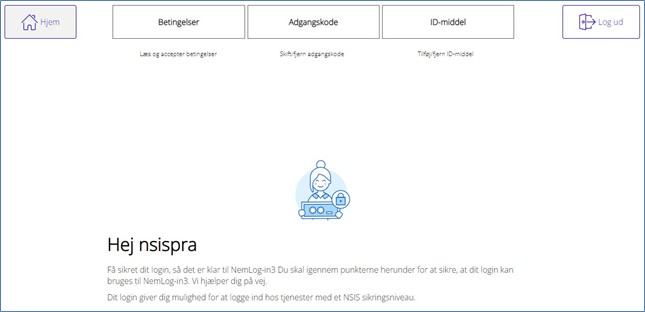 Hjem
Betingelser
Adgangskode
ID-middel
Log ud
Læs og accepter betingelser
Skift/fjern adgangskode
Tilføj/fjern ID-middel
Hej nsispra
Få sikret dit login, så det er klar til NemLog-in3 Du skal igennem punkterne herunder for at sikre, at dit login kan
bruges til NemLog-in3. Vi hjælper dig på vej.
Dit login giver dig mulighed for at logge ind hos tjenester med et NSIS sikringsniveau.